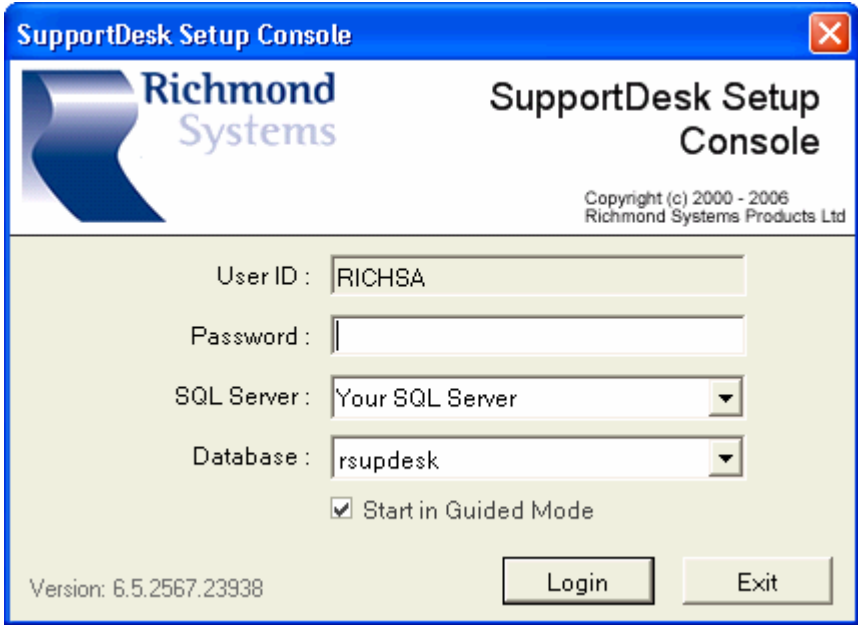 SupportDesk Setup Console
Richmond
Systems
SupportDesk Setup
Console
Copyright (c) 2000 - 2006
Richmond Systems Products Ltd
User ID : RICHSA
Password :
SQL Server : Your SQL Server
Database : rsupdesk
Start in Guided Mode
Version: 6.5.2567.23938
Login Exit